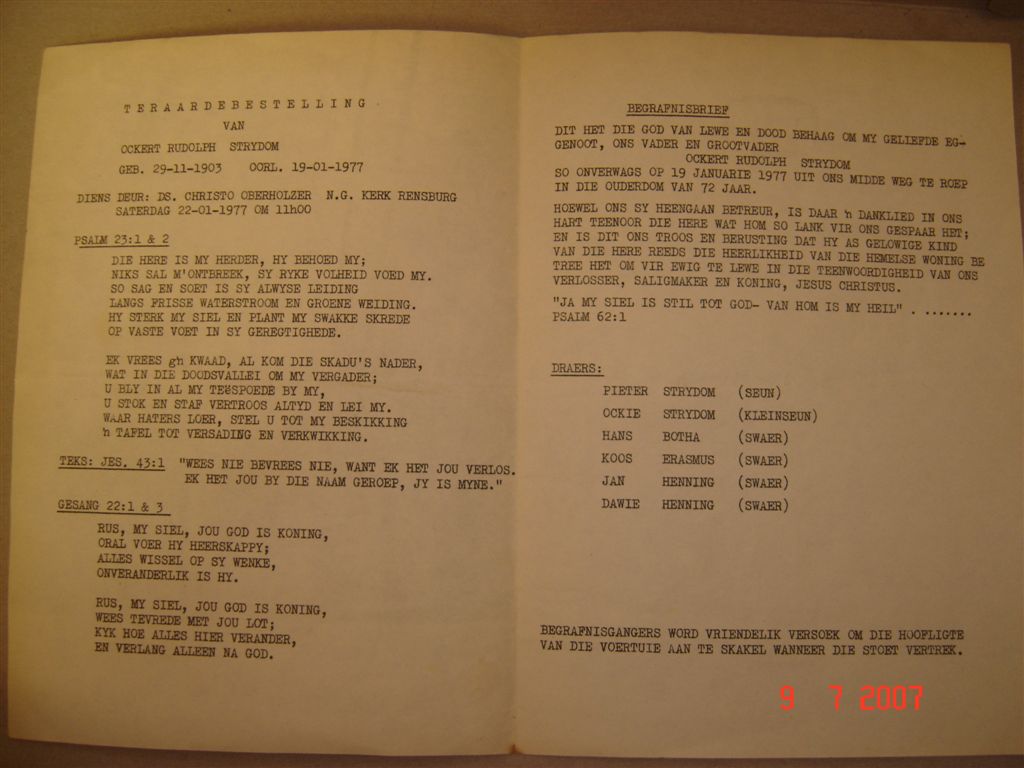 TERAARDEBESTELLING
VAN
OCKERT RUDOLPH STRYDOM
GEB. 29-11-1903 OORL. 19-01-1977
DIENS DEUR: DS. CHRISTO OBERHOLZER N.G. KERK RENSBURG
SATERDAG 22-01-1977 OM 11h00
PSALM 23:1 & 2
DIE HERE IS MY HERDER, HY BEHOED MY;
NIKS SAL M'ONTBREEK, SY RYKE VOLHEID VOED MY.
SO SAG EN SOET IS SY ALWYSE LEIDING
LANGS FRISSE WATERSTROOM EN GROENE WEIDING.
HY STERK MY SIEL EN PLANT MY SWAKKE SKREDE
OP VASTE VOET IN SY GEREGTIGHEDE.
EK VREES g'n KWAAD, AL KOM DIE SKADU'S NADER,
WAT IN DIE DOODSVALLEI OM MY VERGADER;
U BLY IN AL MY TEËSPOEDE BY MY,
U STOK EN STAF VERTROOS ALTYD EN LEI MY.
WAAR HATERS LOER, STEL U TOT MY BESKIKKING
'n TAFEL TOT VERSADING EN VERKWIKKING.
TEKS: JES. 43:1 "WEES NIE BEVREES NIE, WANT EK HET JOU VERLOS.
EK HET JOU BY DIE NAAM GEROEP, JY IS MYNE."
GESANG 22:1 & 3
RUS, MY SIEL, JOU GOD IS KONING,
ORAL VOER HY HEERSKAPPY;
ALLES WISSEL OP SY WENKE,
ONVERANDERLIK IS HY.
RUS, MY SIEL, JOU GOD IS KONING,
WEES TEVREDE MET JOU LOT;
KYK HOE ALLES HIER VERANDER,
EN VERLANG ALLEEN NA GOD.
BEGRAFNISBRIEF
DIT HET DIE GOD VAN LEWE EN DOOD BEHAAG OM MY GELIEFDE EG-
GENOOT, ONS VADER EN GROOTVADER
OCKERT RUDOLPH STRYDOM
SO ONVERWAGS OP 19 JANUARIE 1977 UIT ONS MIDDE WEG TE ROEP
IN DIE OUDERDOM VAN 72 JAAR.
HOEWEL ONS SY HEENGAAN BETREUR, IS DAAR 'n DANKLIED IN ONS
HART TEENOOR DIE HERE WAT HOM SO LANK VIR ONS GESPAAR HET;
EN IS DIT ONS TROOS EN BERUSTING DAT HY AS GELOWIGE KIND
VAN DIE HERE REEDS DIE HEERLIKHEID VAN DIE HEMELSE WONING BE
TREE HET OM VIR EWIG TE LEWE IN DIE TEENWOORDIGHEID VAN ONS
VERLOSSER, SALIGMAKER EN KONING, JESUS CHRISTUS.
"JA MY SIEL IS STIL TOT GOD- VAN HOM IS MY HEIL" . .......
PSALM 62:1
DRAERS:
PIETER STRYDOM (SEUN)
OCKIE STRYDOM (KLEINSEUN)
HANS BOTHA (SWAER)
KOOS ERASMUS (SWAER)
JAN HENNING (SWAER)
DAWIE HENNING (SWAER)
BEGRAFNISGANGERS WORD VRIENDELIK VERSOEK OM DIE HOOFLIGTE
VAN DIE VOERTUIE AAN TE SKAKEL WANNEER DIE STOET VERTREK.
9 7 2007